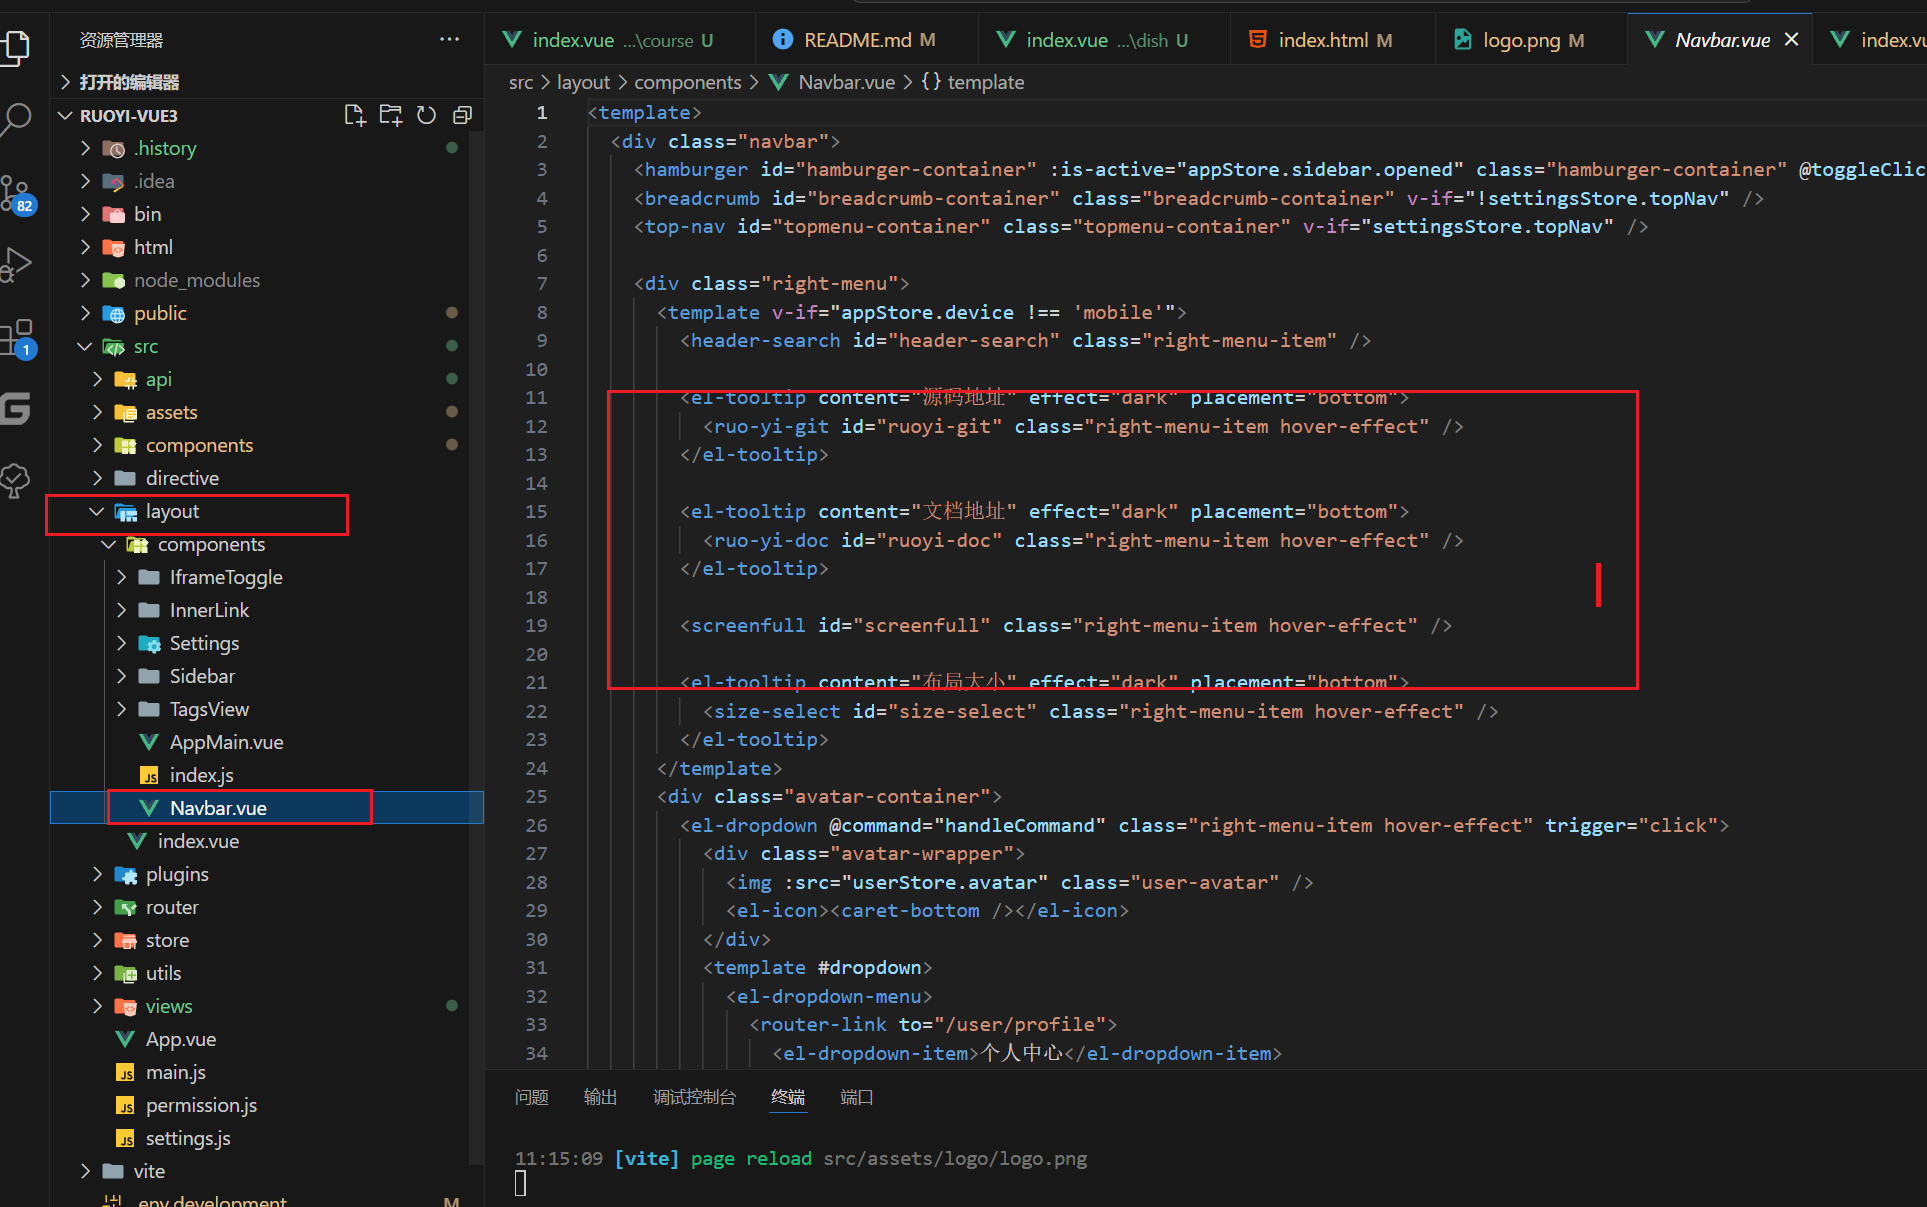 资源管理器
打开的编辑器
RUOYI-VUE3
.history
.idea
bin
html
node_modules
public
src
api
assets
components
directive
layout
components
IframeToggle
InnerLink
Settings
Sidebar
TagsView
AppMain.vue
index.js
Navbar.vue
index.vue
plugins
router
store
utils
views
App.vue
main.js
permission.js
settings.js
vite
.env.development M
82
1
index.vue ...\course U
README.md M
index.vue ...\dish U
index.html M
logo.png M
Navbar.vue
index.vu
src > layout > components > Navbar.vue > {} template
1 <template>
2 <div class="navbar">
3 <hamburger id="hamburger-container" :is-active="appStore.sidebar.opened" class="hamburger-container" @toggleClic
4 <breadcrumb id="breadcrumb-container" class="breadcrumb-container" v-if="!settingsStore.topNav" />
5 <top-nav id="topmenu-container" class="topmenu-container" v-if="settingsStore.topNav" />
6
7 <div class="right-menu">
8 <template v-if="appStore.device !== 'mobile'">
9 <header-search id="header-search" class="right-menu-item" />
10
11 <el-tooltip content="源码地址" effect="dark" placement="bottom">
12 <ruo-yi-git id="ruoyi-git" class="right-menu-item hover-effect" />
13 </el-tooltip>
14
15 <el-tooltip content="文档地址" effect="dark" placement="bottom">
16 <ruo-yi-doc id="ruoyi-doc" class="right-menu-item hover-effect" />
17 </el-tooltip>
18
19 <screenfull id="screenfull" class="right-menu-item hover-effect" />
20
21 <el-tooltip content="布局大小" effect="dark" placement="bottom">
22 <size-select id="size-select" class="right-menu-item hover-effect" />
23 </el-tooltip>
24 </template>
25 <div class="avatar-container">
26 <el-dropdown @command="handleCommand" class="right-menu-item hover-effect" trigger="click">
27 <div class="avatar-wrapper">
28 <img :src="userStore.avatar" class="user-avatar" />
29 <el-icon><caret-bottom /></el-icon>
30 </div>
31 <template #dropdown>
32 <el-dropdown-menu>
33 <router-link to="/user/profile">
34 <el-dropdown-item>个人中心</el-dropdown-item>
问题 输出 调试控制台 终端 端口
11:15:09 [vite] page reload src/assets/logo/logo.png